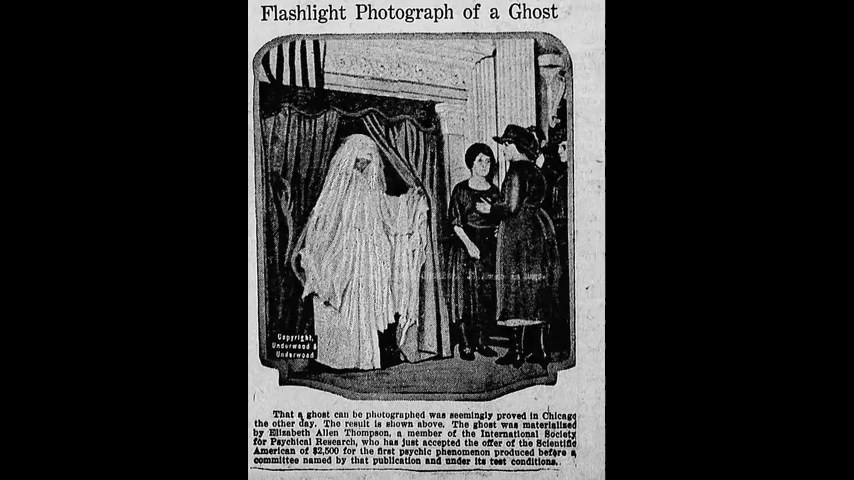 Flashlight Photograph of a Ghost
Copyright,
Underwood &
Underwood
That a ghost can be photographed was seemingly proved in Chicago
the other day. The result is shown above. The ghost was materialized
by Elizabeth Allen Thompson, a member of the International Society
for Psychical Research, who has just accepted the offer of the Scientific
American of $2,500 for the first psychic phenomenon produced before a
committee named by that publication and under its test conditions.